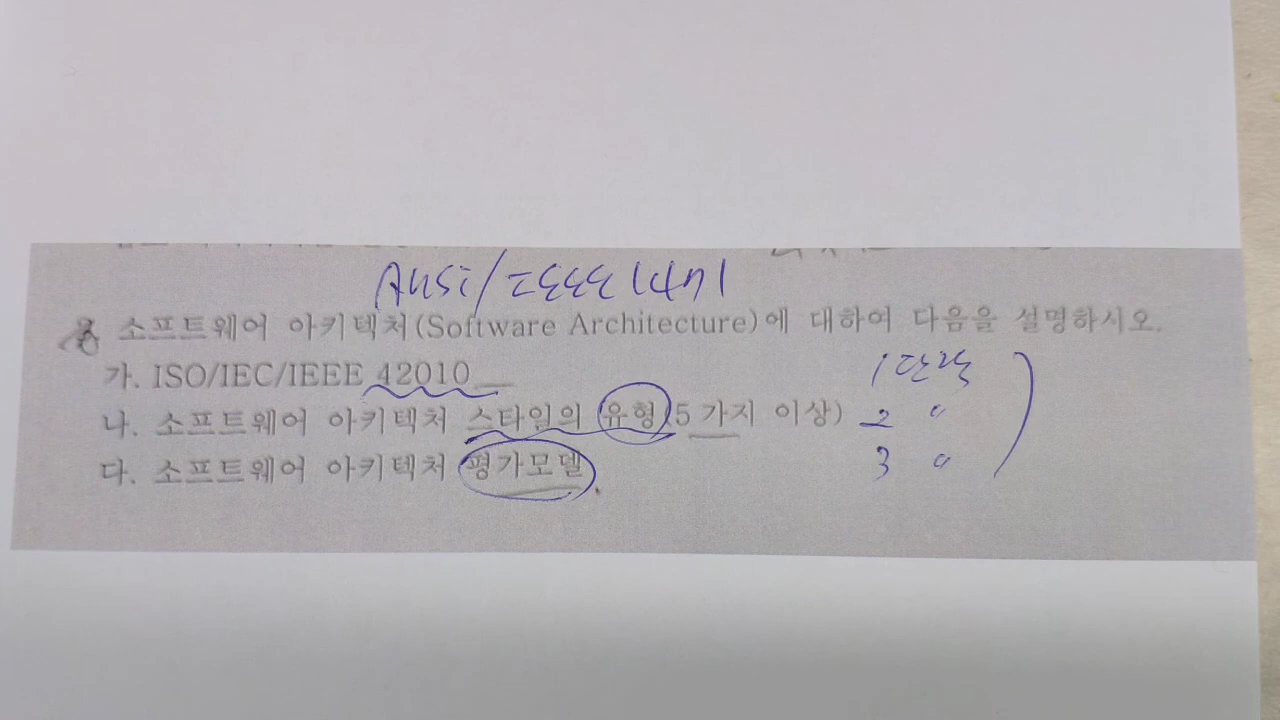 ANSi/IEEE 1471
소프트웨어 아키텍처(Software Architecture)에 대하여 다음을 설명하시오.
가. ISO/IEC/IEEE 42010 1단락
나. 소프트웨어 아키텍처 스타일의 유형(5가지 이상) 2 〃
다. 소프트웨어 아키텍처 평가모델 3 〃